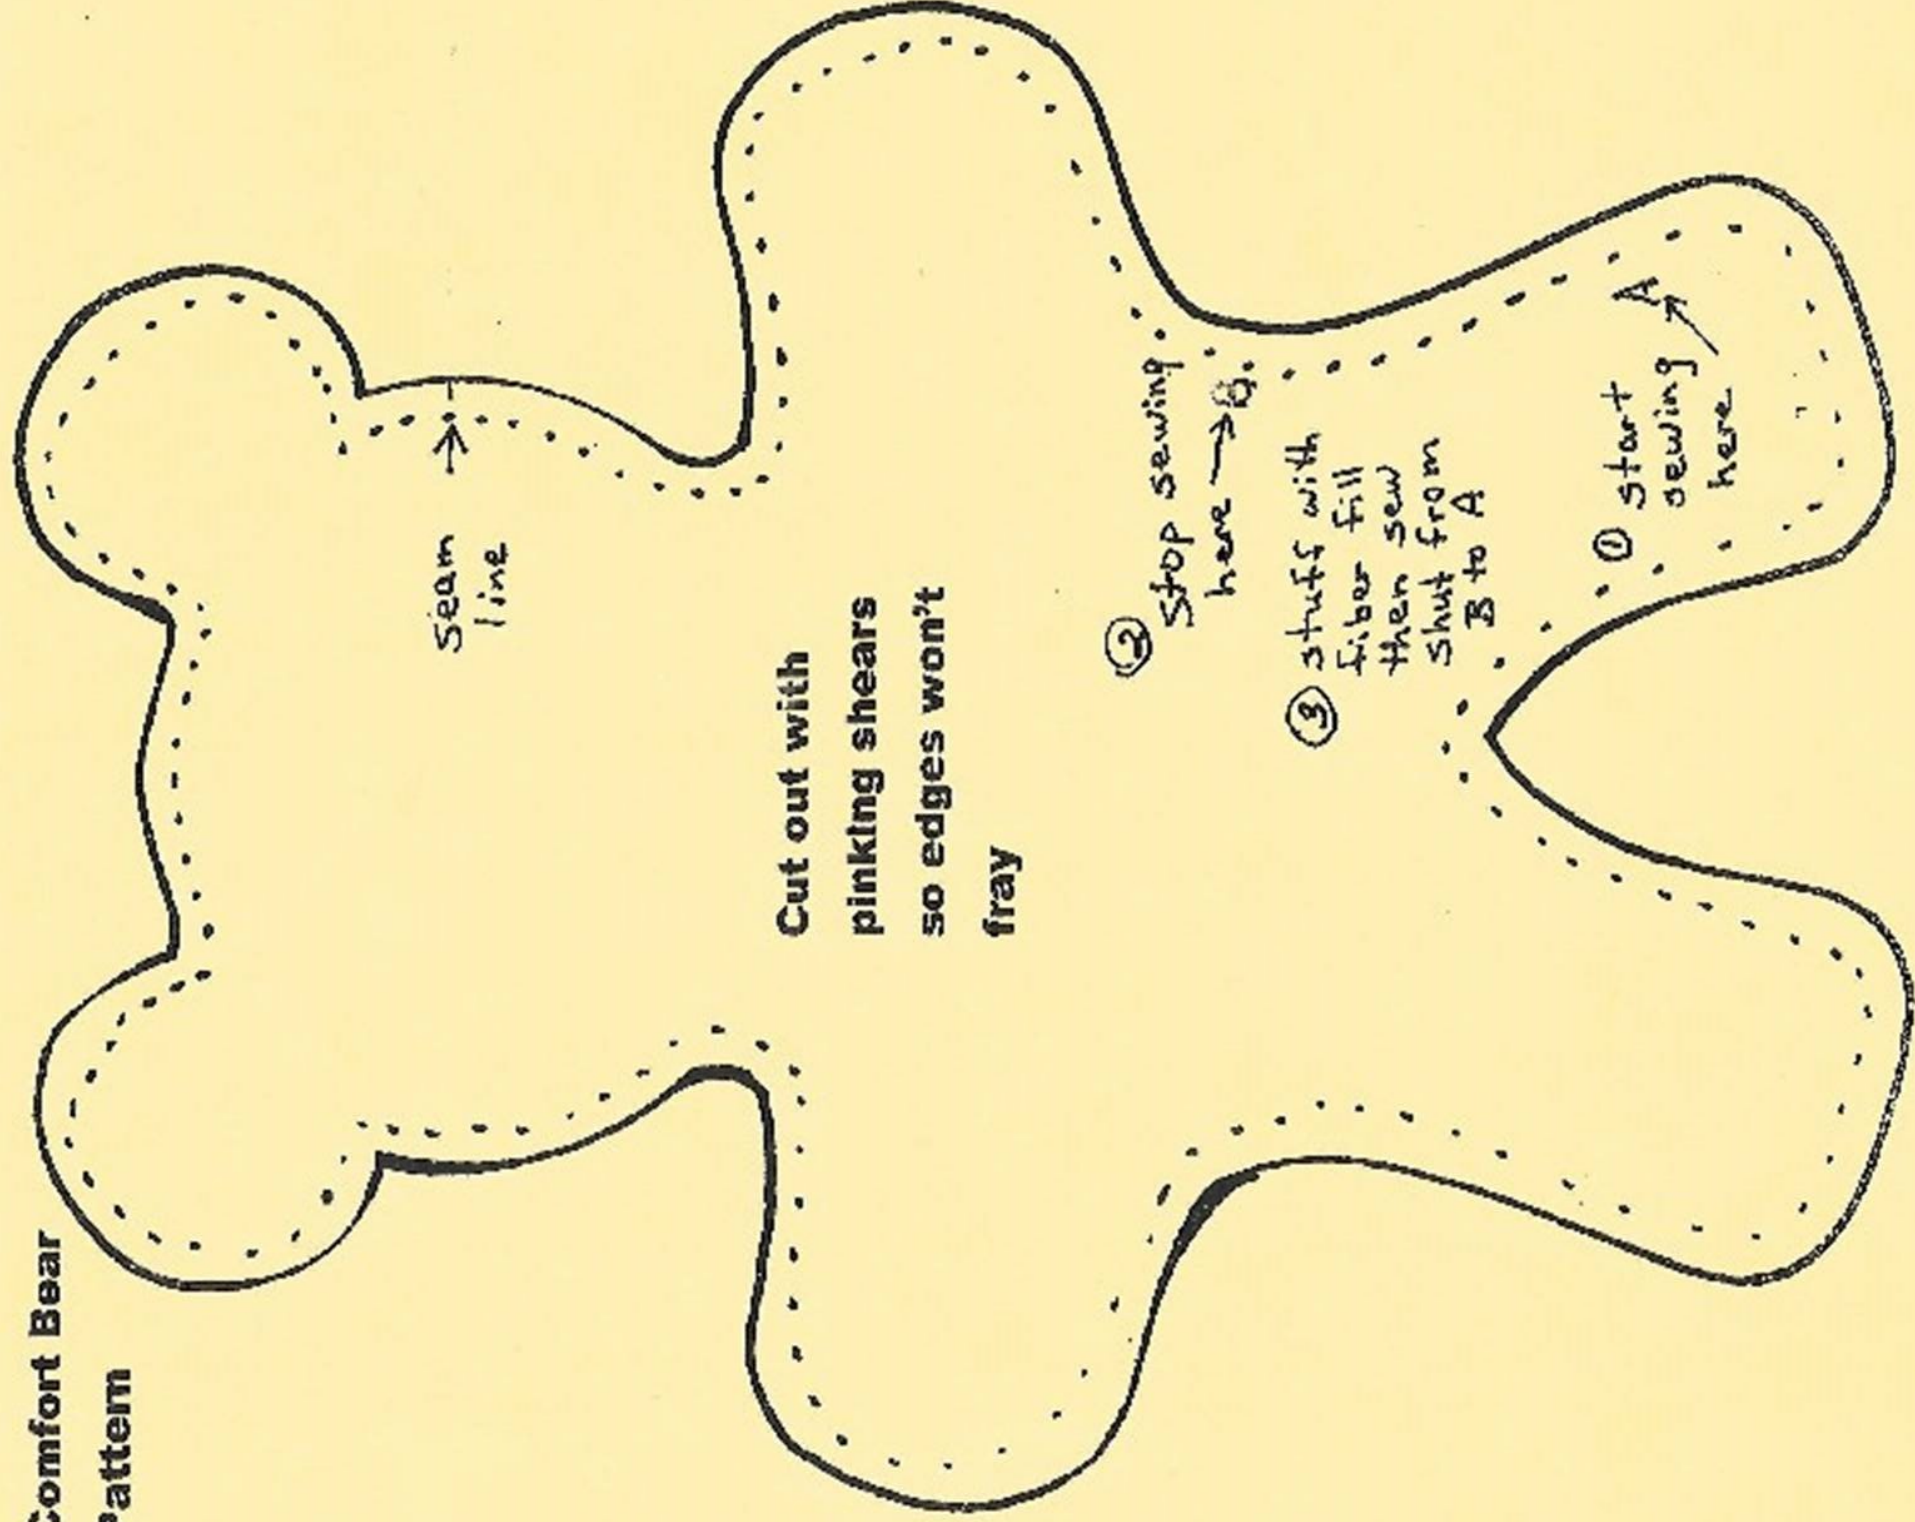 Comfort Bear
Pattern
seam
line
Cut out with
pinking shears
so edges won't
fray
② Stop sewing
here → B.
③ stuff with
fiber fill
then sew
shut from
B to A
A
① start
sewing
here